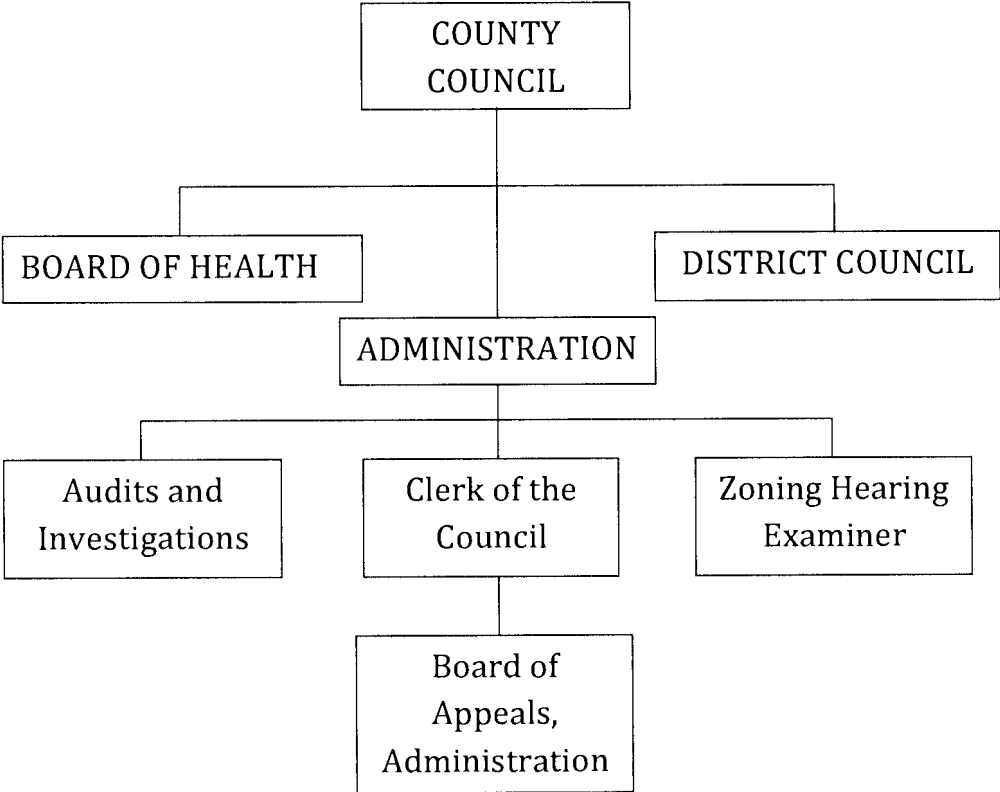 COUNTY
COUNCIL
BOARD OF HEALTH
DISTRICT COUNCIL
ADMINISTRATION
Audits and
Investigations
Clerk of the
Council
Zoning Hearing
Examiner
Board of
Appeals,
Administration